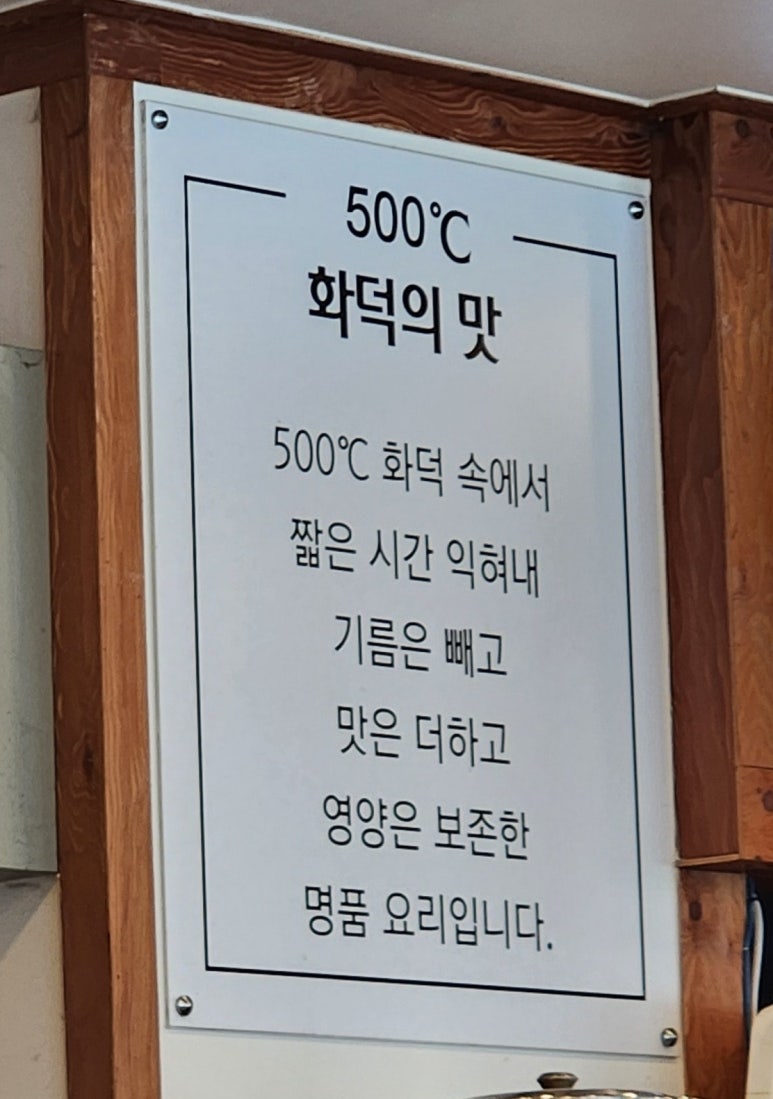 500℃
화덕의 맛
500℃ 화덕 속에서
짧은 시간 익혀내
기름은 빼고
맛은 더하고
영양은 보존한
명품 요리입니다.